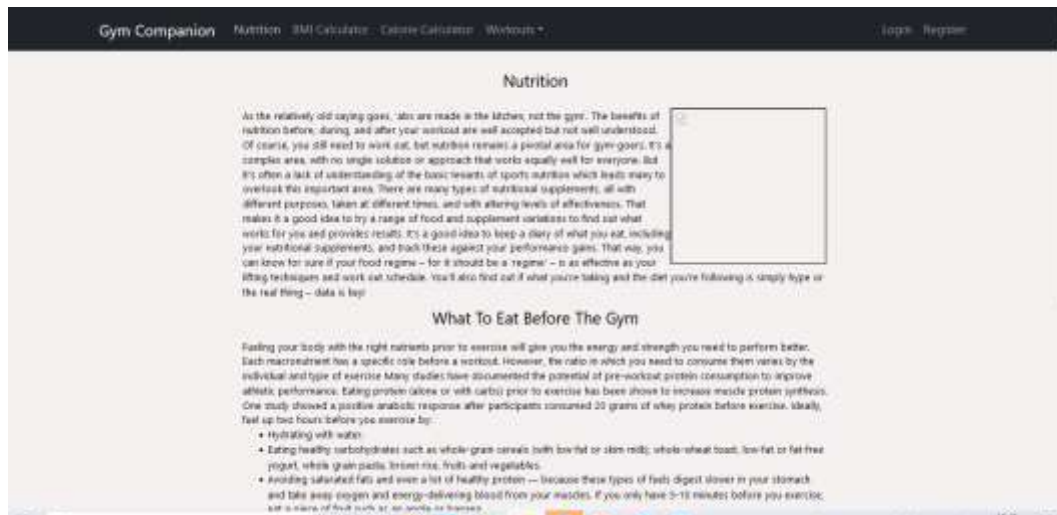 Gym Companion Nutrition BMI Calculator Calorie Calculator Workouts Login Register
Nutrition
As the relatively old saying goes, 'abs are made in the kitchen, not the gym'. The benefits of
nutrition before, during, and after your workout are well accepted but not well understood.
Of course, you still need to work out, but nutrition remains a pivotal area for gym-goers. It's a
complex area, with no single solution or approach that works equally well for everyone. But
it's often a lack of understanding of the basic tenants of sports nutrition which leads many to
overlook this important area. There are many types of nutritional supplements, all with
different purposes, taken at different times, and with altering levels of effectiveness. That
makes it a good idea to try a range of food and supplement variations to find out what
works for you and provides results. It's a good idea to keep a diary of what you eat, including
your nutritional supplements, and track these against your performance gains. That way, you
can know for sure if your food regime – for it should be a 'regime' – is as effective as your
lifting techniques and work out schedule. You'll also find out if what you're taking and the diet you're following is simply hype or
the real thing – data is key!
What To Eat Before The Gym
Fueling your body with the right nutrients prior to exercise will give you the energy and strength you need to perform better.
Each macronutrient has a specific role before a workout. However, the ratio in which you need to consume them varies by the
individual and type of exercise Many studies have documented the potential of pre-workout protein consumption to improve
athletic performance. Eating protein (alone or with carbs) prior to exercise has been shown to increase muscle protein synthesis.
One study showed a positive anabolic response after participants consumed 20 grams of whey protein before exercise. Ideally,
fuel up two hours before you exercise by:
• Hydrating with water.
• Eating healthy carbohydrates such as whole-grain cereals (with low-fat or skim milk), whole-wheat toast, low-fat or fat-free
yogurt, whole grain pasta, brown rice, fruits and vegetables.
• Avoiding saturated fats and even a lot of healthy protein — because these types of fuels digest slower in your stomach
and take away oxygen and energy-delivering blood from your muscles. If you only have 5-10 minutes before you exercise,
eat a piece of fruit such as an apple or banana.